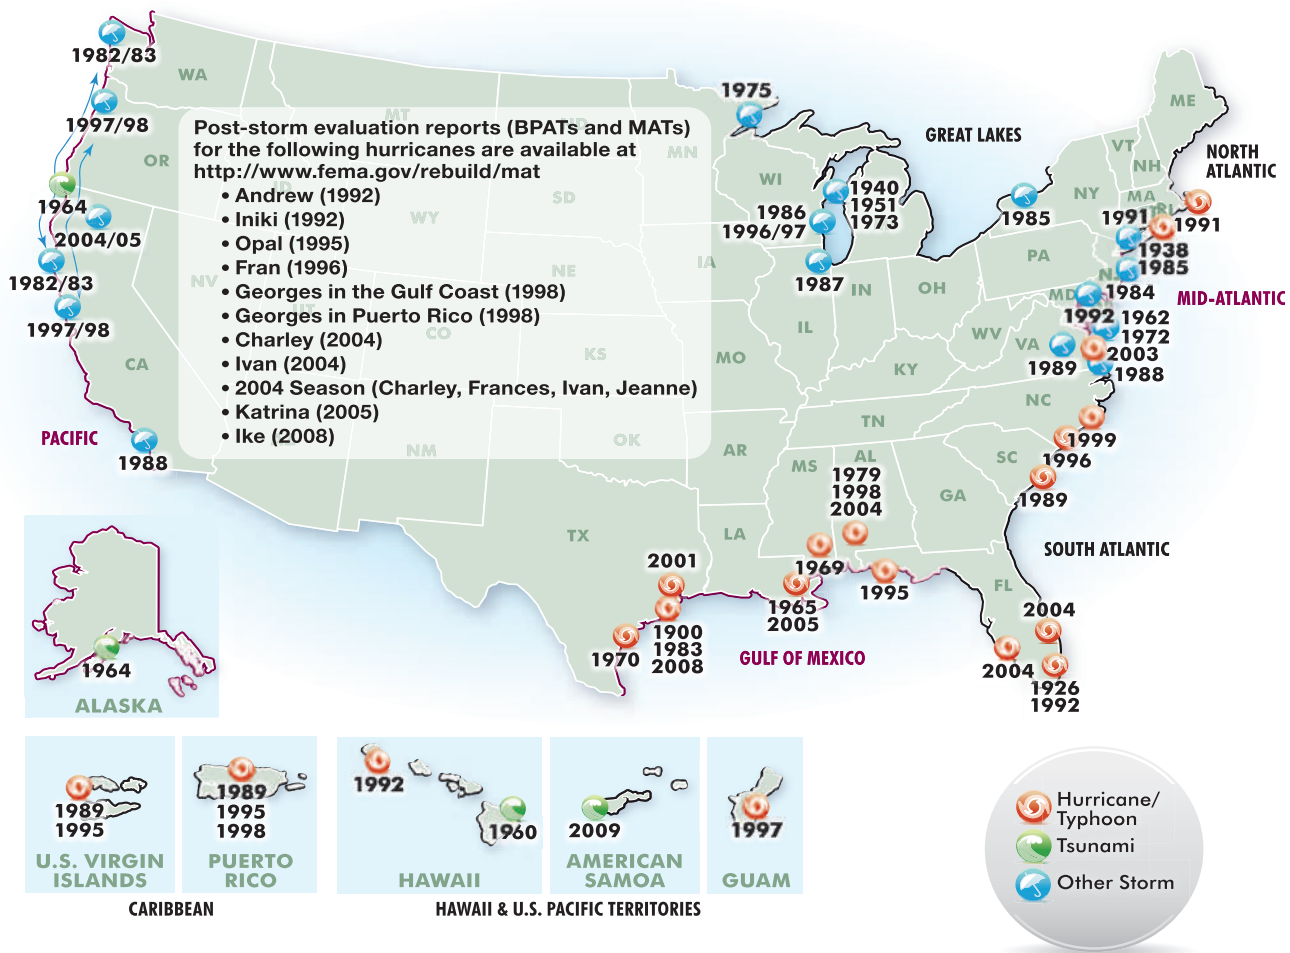 1982/83
WA
1997/98
OR
1964
2004/05
1982/83
1997/98
NV
CA
PACIFIC
1988
MT
ND
ID
WY
SD
NE
UT
CO
KS
NM
OK
Post-storm evaluation reports (BPATs and MATs)
for the following hurricanes are available at
http://www.fema.gov/rebuild/mat
• Andrew (1992)
• Iniki (1992)
• Opal (1995)
• Fran (1996)
• Georges in the Gulf Coast (1998)
• Georges in Puerto Rico (1998)
• Charley (2004)
• Ivan (2004)
• 2004 Season (Charley, Frances, Ivan, Jeanne)
• Katrina (2005)
• Ike (2008)
1975
MN
WI
GREAT LAKES
1940
1951
1973
1986
1996/97
1987
IA
IL
IN
OH
MO
KY
WV
VA
TN
AR
MS
AL
GA
SC
NC
1985
NY
PA
VT
NH
ME
MA
RI
NJ
MD
NORTH
ATLANTIC
1991
1991
1938
1985
1984
MID-ATLANTIC
1992
1962
1972
2003
1989
1988
1999
1996
1989
SOUTH ATLANTIC
1979
1998
2004
TX
LA
2001
1969
1995
FL
1965
2005
1900
1983
2008
1970
GULF OF MEXICO
2004
2004
1926
1992
1964
ALASKA
1989
1995
U.S. VIRGIN
ISLANDS
1989
1995
1998
PUERTO
RICO
CARIBBEAN
1992
1960
HAWAII
2009
AMERICAN
SAMOA
1997
GUAM
HAWAII & U.S. PACIFIC TERRITORIES
Hurricane/
Typhoon
Tsunami
Other Storm